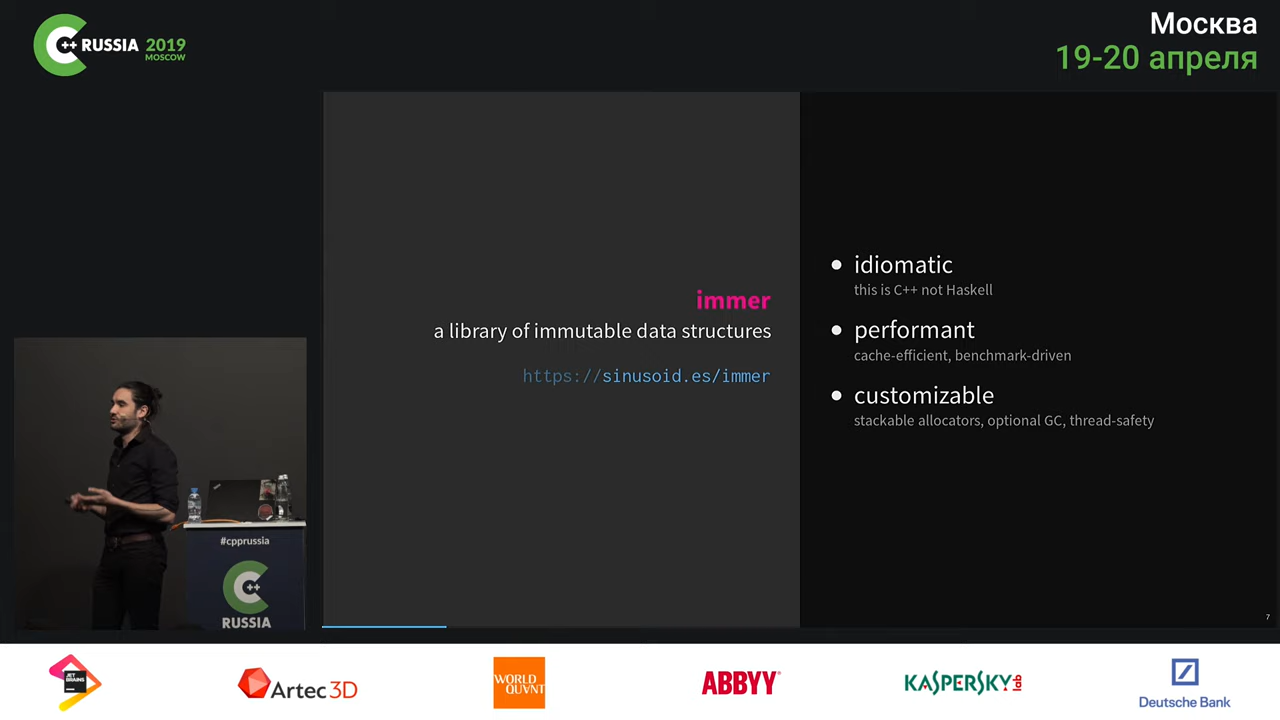 C++ RUSSIA 2019
MOSCOW
Москва
19-20 апреля
immer
a library of immutable data structures
https://sinusoid.es/immer
• idiomatic
this is C++ not Haskell
• performant
cache-efficient, benchmark-driven
• customizable
stackable allocators, optional GC, thread-safety
7
#cpprussia
C++
RUSSIA
JET
BRAINS
Artec 3D
WORLD
QUANT
ABBYY®
KASPERSKY lab
Deutsche Bank